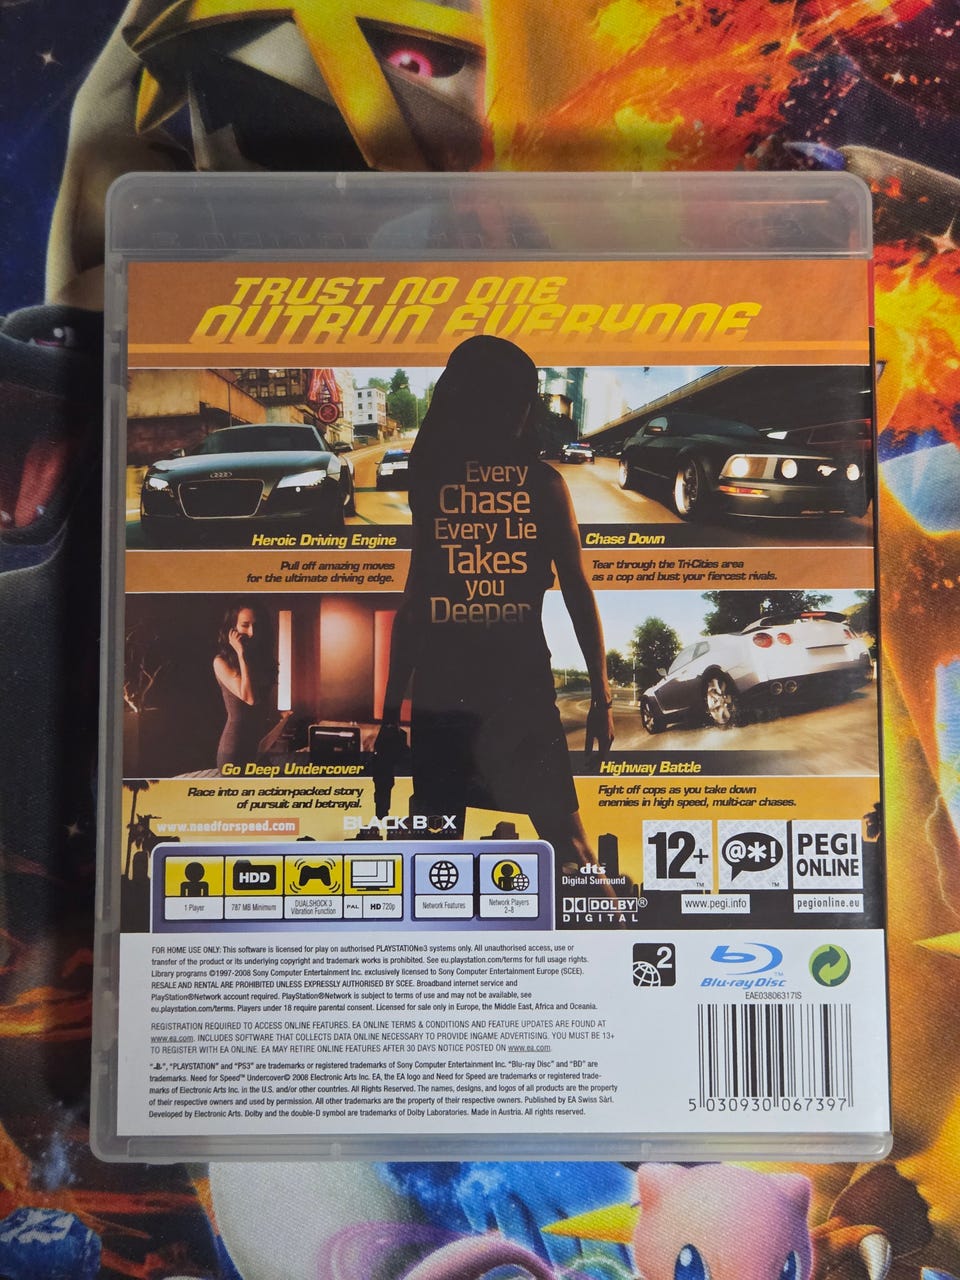 TRUST NO ONE
OUTRUN EVERYONE
Every
Chase
Every Lie
Takes
you
Deeper
Heroic Driving Engine
Pull off amazing moves
for the ultimate driving edge.
Chase Down
Tear through the Tri-Cities area
as a cop and bust your fiercest rivals.
Go Deep Undercover
Race into an action-packed story
of pursuit and betrayal.
Highway Battle
Fight off cops as you take down
enemies in high speed, multi-car chases.
www.needforspeed.com
BLACK BOX
HDD
1 Player
787 MB Minimum
DUALSHOCK 3
Vibration Function
PAL
HD 720p
Network Features
Network Players
2-8
dts
Digital Surround
DOLBY®
DIGITAL
12+
™
@*!
™
PEGI
ONLINE
www.pegi.info
pegionline.eu
FOR HOME USE ONLY: This software is licensed for play on authorised PLAYSTATION®3 systems only. All unauthorised access, use or
transfer of the product or its underlying copyright and trademark works is prohibited. See eu.playstation.com/terms for full usage rights.
Library programs ©1997-2008 Sony Computer Entertainment Inc. exclusively licensed to Sony Computer Entertainment Europe (SCEE).
RESALE AND RENTAL ARE PROHIBITED UNLESS EXPRESSLY AUTHORISED BY SCEE. Broadband internet service and
PlayStation®Network account required. PlayStation®Network is subject to terms of use and may not be available, see
eu.playstation.com/terms. Players under 18 require parental consent. Licensed for sale only in Europe, the Middle East, Africa and Oceania.
REGISTRATION REQUIRED TO ACCESS ONLINE FEATURES. EA ONLINE TERMS & CONDITIONS AND FEATURE UPDATES ARE FOUND AT
www.ea.com. INCLUDES SOFTWARE THAT COLLECTS DATA ONLINE NECESSARY TO PROVIDE INGAME ADVERTISING. YOU MUST BE 13+
TO REGISTER WITH EA ONLINE. EA MAY RETIRE ONLINE FEATURES AFTER 30 DAYS NOTICE POSTED ON www.ea.com.
", "PLAYSTATION" and "PS3" are trademarks or registered trademarks of Sony Computer Entertainment Inc. "Blu-ray Disc" and "BD" are
trademarks. Need for Speed™ Undercover© 2008 Electronic Arts Inc. EA, the EA logo and Need for Speed are trademarks or registered trade-
marks of Electronic Arts Inc. in the U.S. and/or other countries. All Rights Reserved. The names, designs, and logos of all products are the property
of their respective owners and used by permission. All other trademarks are the property of their respective owners. Published by EA Swiss Sàrl.
Developed by Electronic Arts. Dolby and the double-D symbol are trademarks of Dolby Laboratories. Made in Austria. All rights reserved.
2
Blu-ray Disc
™
EAE03806317IS
5 030930 067397